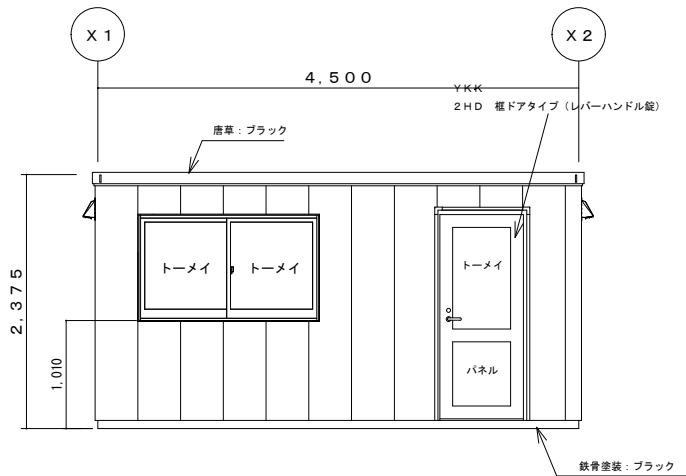 X1
X2
4,500
YKK
2HD 框ドアタイプ（レバーハンドル錠）
唐草：ブラック
2,375
1,010
トーメイ
トーメイ
トーメイ
パネル
鉄骨塗装：ブラック